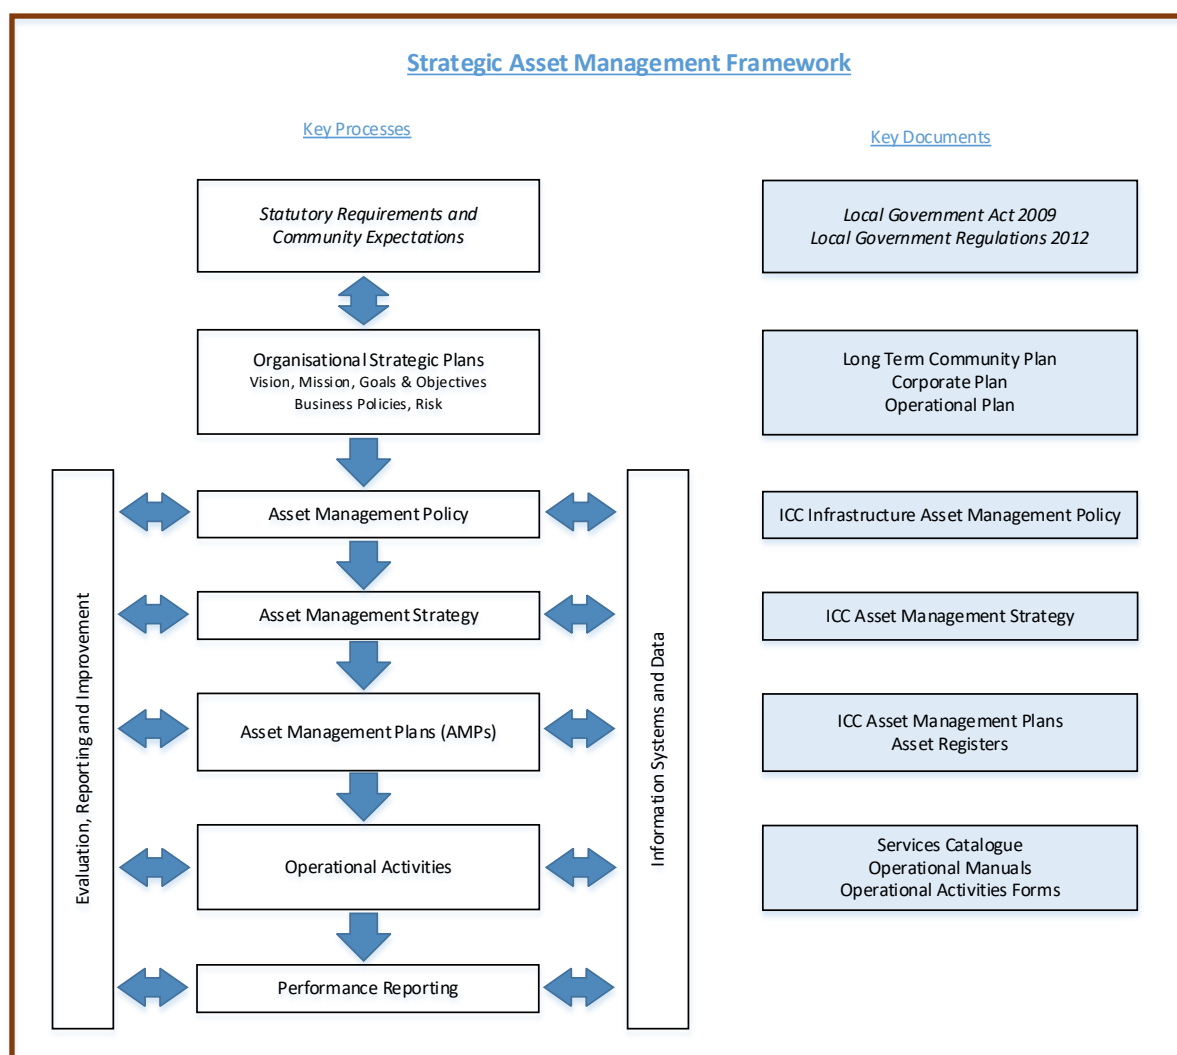 Strategic Asset Management Framework
Key Processes
Key Documents
Statutory Requirements and
Community Expectations
Local Government Act 2009
Local Government Regulations 2012
Organisational Strategic Plans
Vision, Mission, Goals & Objectives
Business Policies, Risk
Long Term Community Plan
Corporate Plan
Operational Plan
Evaluation, Reporting and Improvement
Information Systems and Data
Asset Management Policy
ICC Infrastructure Asset Management Policy
Asset Management Strategy
ICC Asset Management Strategy
Asset Management Plans (AMPs)
ICC Asset Management Plans
Asset Registers
Operational Activities
Services Catalogue
Operational Manuals
Operational Activities Forms
Performance Reporting